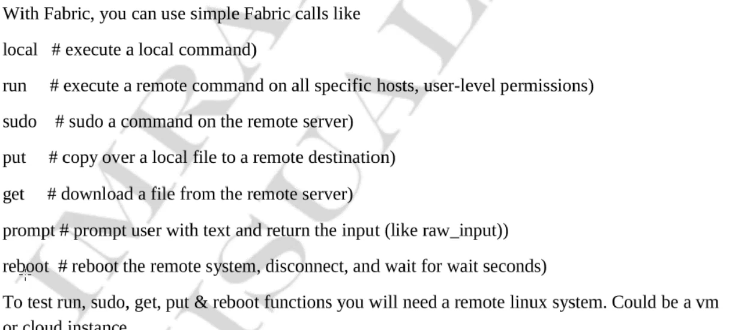 With Fabric, you can use simple Fabric calls like
local # execute a local command)
run # execute a remote command on all specific hosts, user-level permissions)
sudo # sudo a command on the remote server)
put # copy over a local file to a remote destination)
get # download a file from the remote server)
prompt # prompt user with text and return the input (like raw_input))
reboot # reboot the remote system, disconnect, and wait for wait seconds)
To test run, sudo, get, put & reboot functions you will need a remote linux system. Could be a vm
or cloud instance